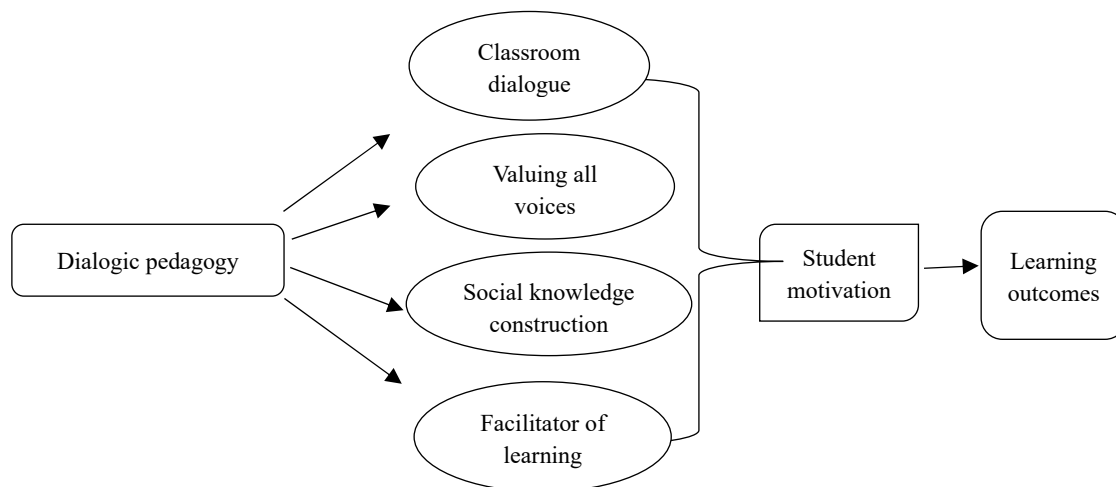 Classroom
dialogue
Valuing all
voices
Dialogic pedagogy
Social knowledge
construction
Facilitator of
learning
Student
motivation
Learning
outcomes